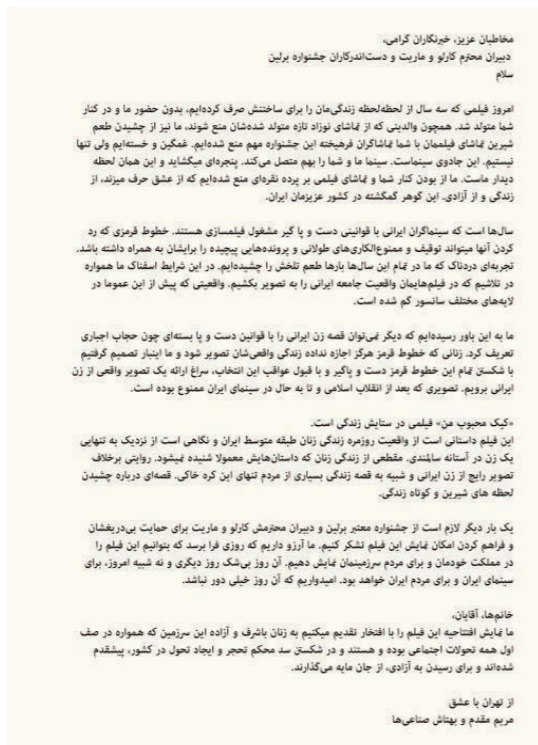 مخاطبان عزیز، خبرنگاران گرامی،
دبیران محترم کارلو و ماریت و دست‌اندرکاران جشنواره برلین
سلام
امروز فیلمی که سه سال از لحظه‌لحظه زندگی‌مان را برای ساختنش صرف کرده‌ایم، بدون حضور ما و در کنار
شما متولد شد. همچون والدینی که از تماشای نوزاد تازه متولد شده‌شان منع شوند، ما نیز از چشیدن طعم
شیرین تماشای فیلممان با شما تماشاگران فرهیخته این جشنواره مهم منع شده‌ایم. غمگین و خسته‌ایم ولی تنها
نیستیم. این جادوی سینماست. سینما ما و شما را بهم متصل می‌کند. پنجره‌ای میگشاید و این همان لحظه
دیدار ماست. ما از بودن کنار شما و تماشای فیلمی بر پرده نقره‌ای منع شده‌ایم که از عشق حرف میزند، از
زندگی و از آزادی. این گوهر گمگشته در کشور عزیزمان ایران.
سال‌ها است که سینماگران ایرانی با قوانینی دست و پا گیر مشغول فیلمسازی هستند. خطوط قرمزی که رد
کردن آنها میتواند توقیف و ممنوع‌الکاری‌های طولانی و پرونده‌هایی پیچیده را برایشان به همراه داشته باشد.
تجربه‌ای دردناک که ما در تمام این سال‌ها بارها طعم تلخش را چشیده‌ایم. در این شرایط اسفناک ما همواره
در تلاشیم که در فیلم‌هایمان واقعیت جامعه ایرانی را به تصویر بکشیم. واقعیتی که پیش از این عموما در
لایه‌های مختلف سانسور گم شده است.
ما به این باور رسیده‌ایم که دیگر نمی‌توان قصه زن ایرانی را با قوانین دست و پا بسته‌ای چون حجاب اجباری
تعریف کرد. زنانی که خطوط قرمز هرگز اجازه نداده زندگی واقعی‌شان تصویر شود و ما اینبار تصمیم گرفتیم
با شکستن تمام این خطوط قرمز دست و پاگیر و با قبول عواقب این انتخاب، سراغ ارائه یک تصویر واقعی از زن
ایرانی برویم. تصویری که بعد از انقلاب اسلامی و تا به حال در سینمای ایران ممنوع بوده است.
«کیک محبوب من» فیلمی در ستایش زندگی است.
این فیلم داستانی است از واقعیت روزمره زندگی زنان طبقه متوسط ایران و نگاهی است از نزدیک به تنهایی
یک زن در آستانه سالمندی. مقطعی از زندگی زنان که داستان‌هایش معمولا شنیده نمیشود. روایتی برخلاف
تصویر رایج از زن ایرانی و شبیه به قصه زندگی بسیاری از مردم تنهای این کره خاکی. قصه‌ای درباره چشیدن
لحظه های شیرین و کوتاه زندگی.
یک بار دیگر لازم است از جشنواره معتبر برلین و دبیران محترمش کارلو و ماریت برای حمایت بی‌دریغشان
و فراهم کردن امکان نمایش این فیلم تشکر کنیم. ما آرزو داریم که روزی فرا برسد که بتوانیم این فیلم را
در مملکت خودمان و برای مردم سرزمینمان نمایش دهیم. آن روز بی‌شک روز دیگری و نه شبیه امروز، برای
سینمای ایران و برای مردم ایران خواهد بود. امیدواریم که آن روز خیلی دور نباشد.
خانم‌ها، آقایان،
ما نمایش افتتاحیه این فیلم را با افتخار تقدیم میکنیم به زنان باشرف و آزاده این سرزمین که همواره در صف
اول همه تحولات اجتماعی بوده و هستند و در شکستن سد محکم تحجر و ایجاد تحول در کشور، پیشقدم
شده‌اند و برای رسیدن به آزادی، از جان مایه می‌گذارند.
از تهران با عشق
مریم مقدم و بهتاش صناعی‌ها